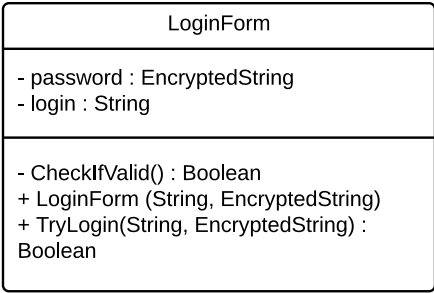 LoginForm
- password : EncryptedString
- login : String
- CheckIfValid() : Boolean
+ LoginForm (String, EncryptedString)
+ TryLogin(String, EncryptedString) :
Boolean